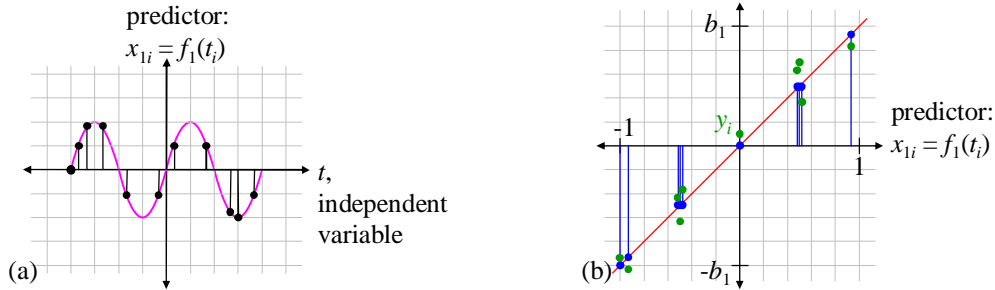 predictor:
x₁ᵢ = f₁(tᵢ)
t,
independent
variable
(a)
b₁
yᵢ
-1
1
predictor:
x₁ᵢ = f₁(tᵢ)
-b₁
(b)